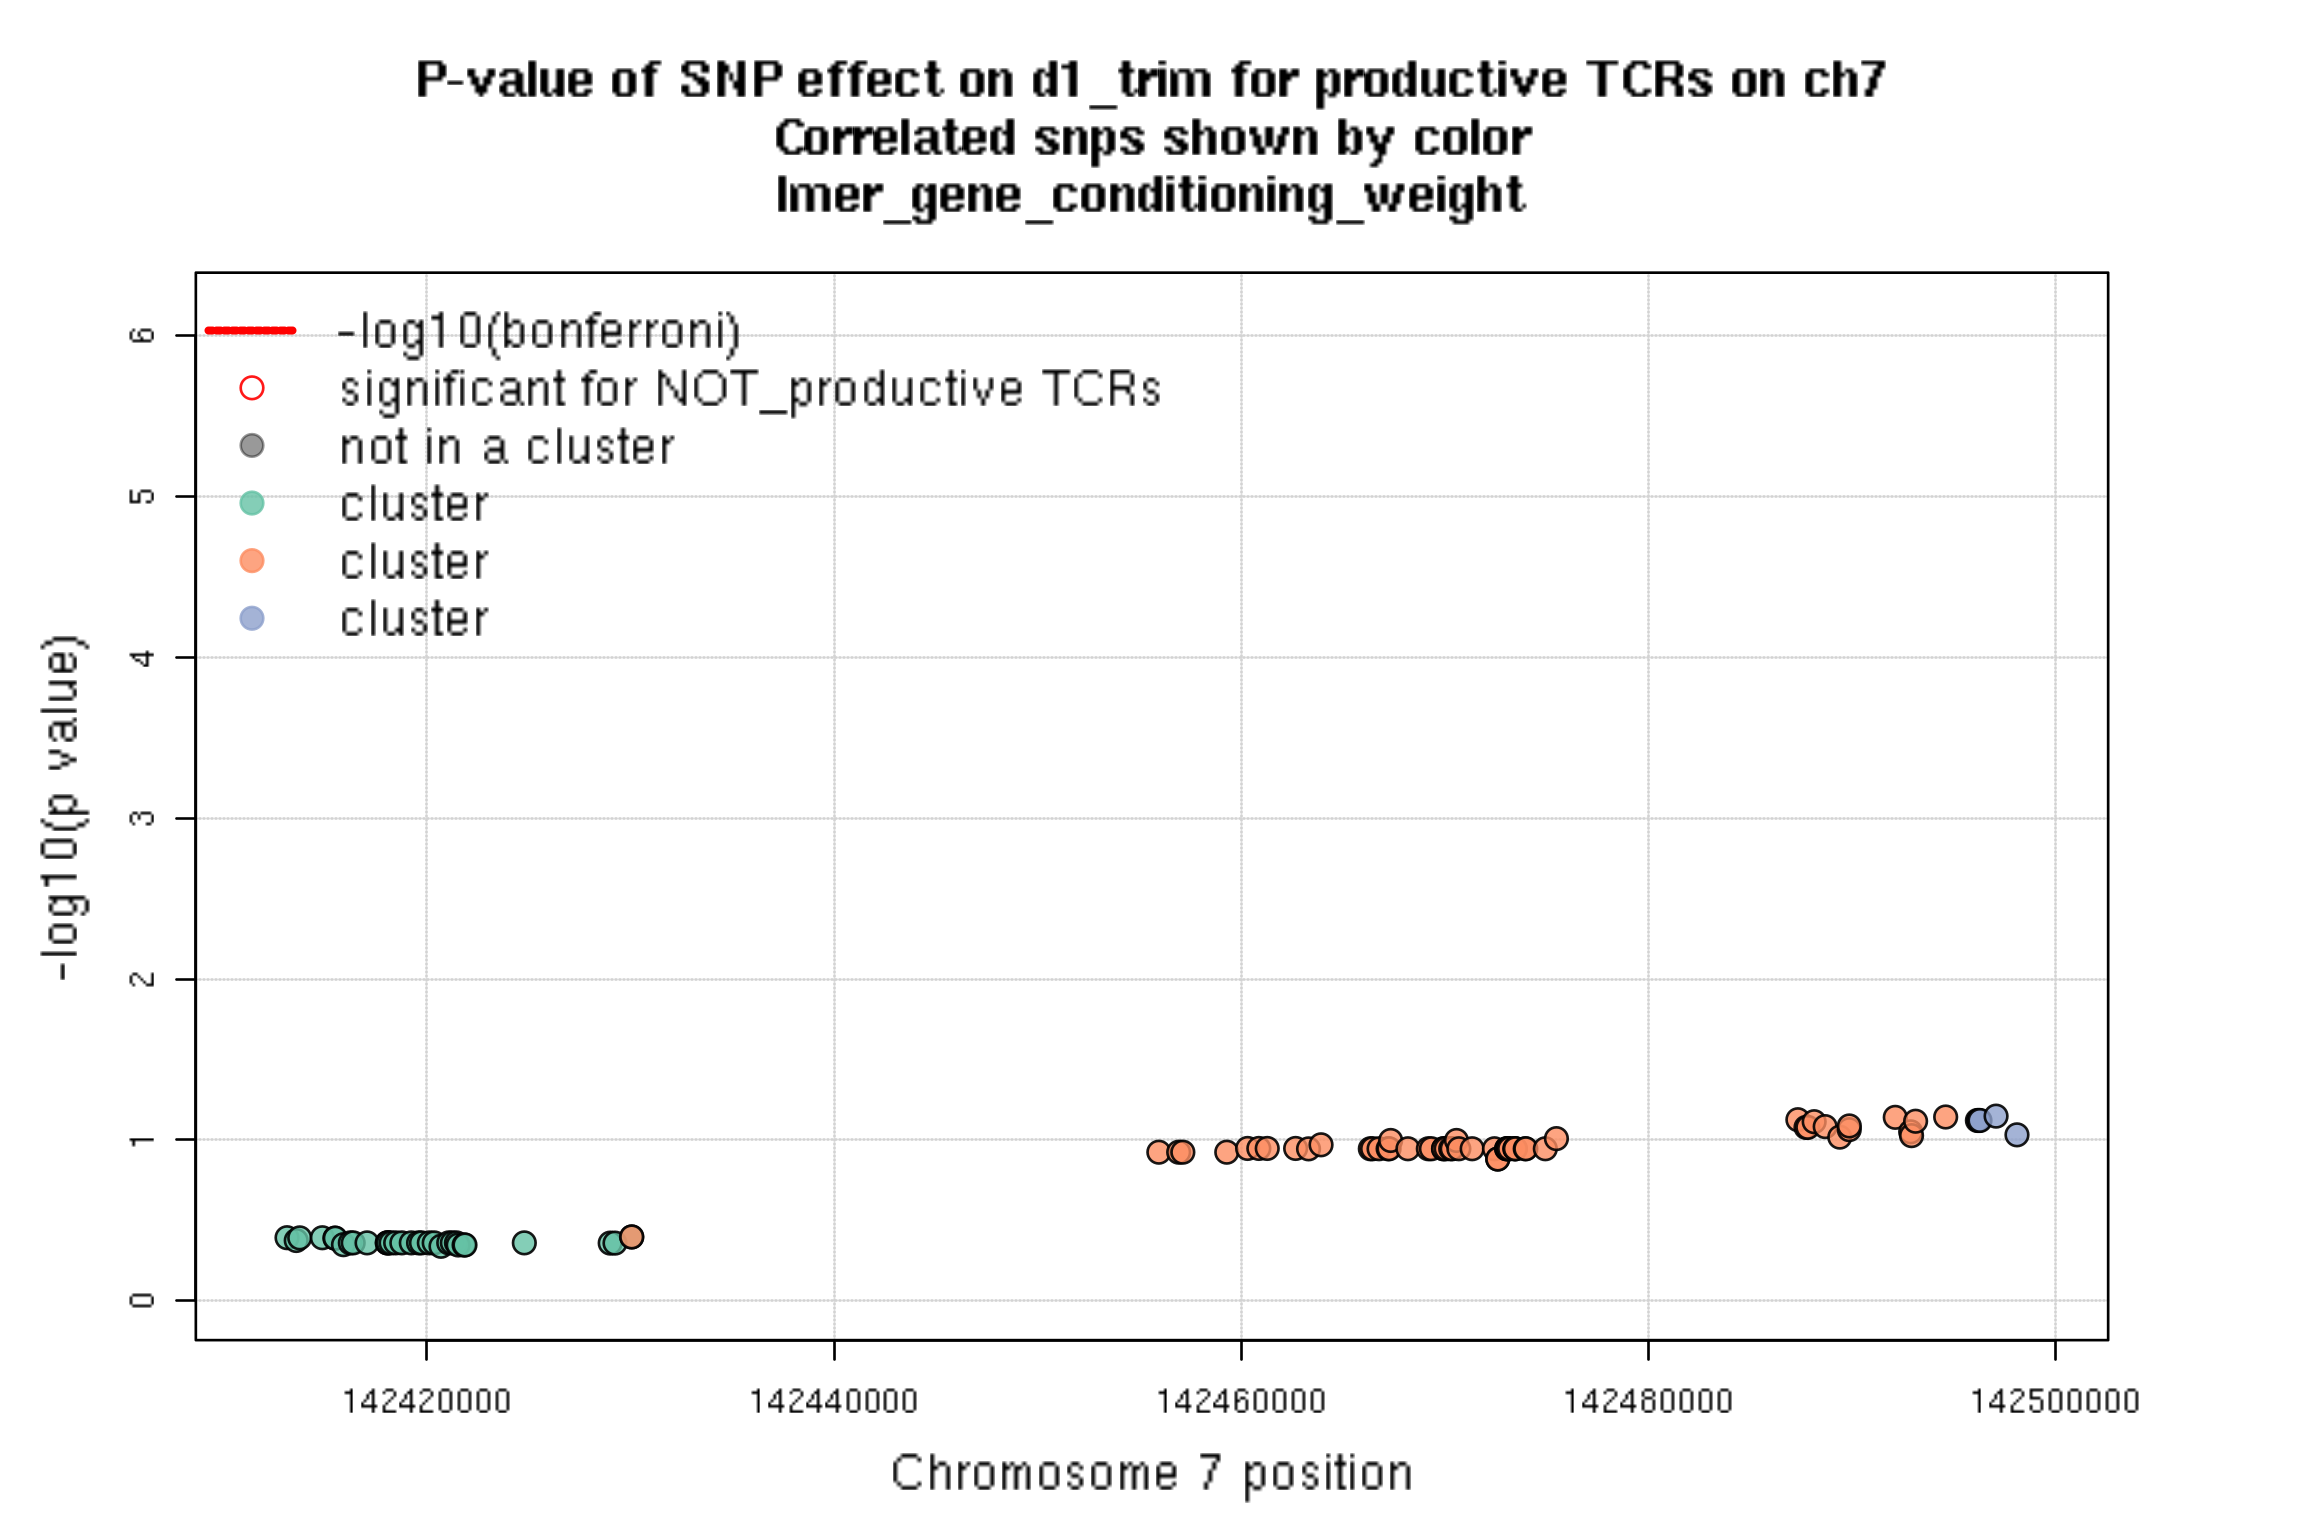 P-value of SNP effect on d1_trim for productive TCRs on ch7
Correlated snps shown by color
lmer_gene_conditioning_weight
-log10(bonferroni)
significant for NOT_productive TCRs
not in a cluster
cluster
cluster
cluster
-log10(p value)
6
5
4
3
2
1
0
142420000 142440000 142460000 142480000 142500000
Chromosome 7 position